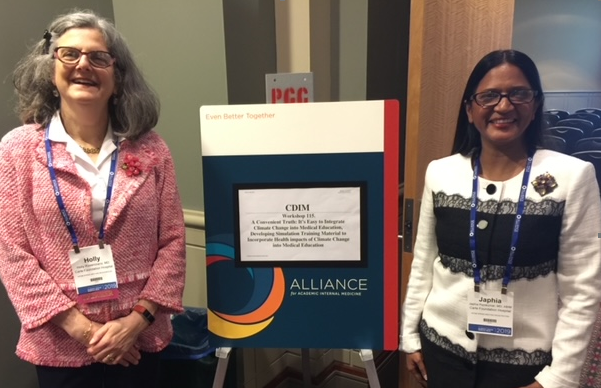 PCC
Even Better Together
CDIM
Workshop 115
A Convenient Truth: It's Easy to Integrate
Climate Change into Medical Education,
Developing Simulation Training Material to
Incorporate Health impacts of Climate Change
into Medical Education
ALLIANCE
for ACADEMIC INTERNAL MEDICINE
Holly
2019
Japhia
2019